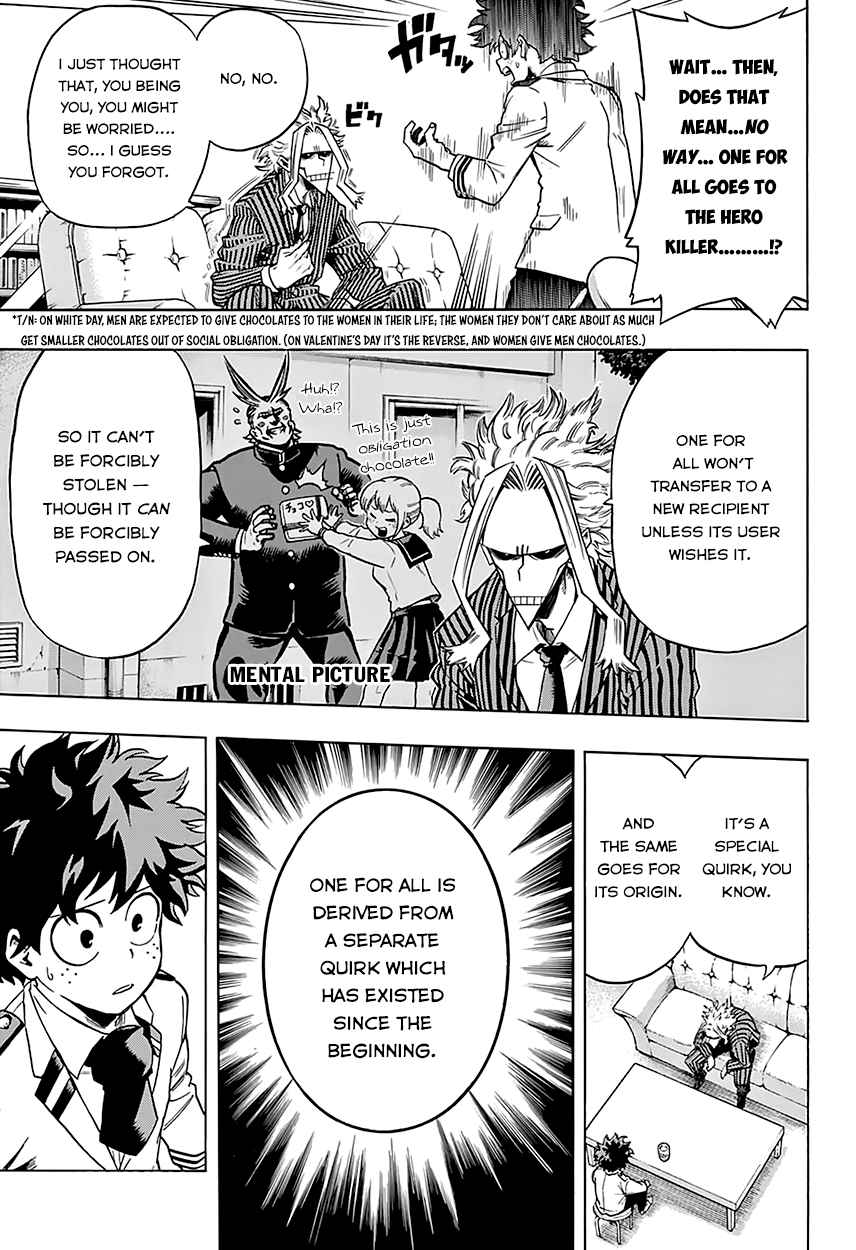 WAIT... THEN,
DOES THAT
MEAN...NO
WAY... ONE FOR
ALL GOES TO
THE HERO
KILLER.........!?
ガタッ
ビク
NO, NO.
I JUST THOUGHT
THAT, YOU BEING
YOU, YOU MIGHT
BE WORRIED....
SO... I GUESS
YOU FORGOT.
*T/N: ON WHITE DAY, MEN ARE EXPECTED TO GIVE CHOCOLATES TO THE WOMEN IN THEIR LIFE; THE WOMEN THEY DON'T CARE ABOUT AS MUCH
GET SMALLER CHOCOLATES OUT OF SOCIAL OBLIGATION. (ON VALENTINE'S DAY IT'S THE REVERSE, AND WOMEN GIVE MEN CHOCOLATES.)
ONE FOR
ALL WON'T
TRANSFER TO A
NEW RECIPIENT
UNLESS ITS USER
WISHES IT.
Huh!?
Wha!?
This is just
obligation
chocolate!!
チョコ♡
SO IT CAN'T
BE FORCIBLY
STOLEN —
THOUGH IT CAN
BE FORCIBLY
PASSED ON.
MENTAL PICTURE
IT'S A
SPECIAL
QUIRK, YOU
KNOW.
AND
THE SAME
GOES FOR
ITS ORIGIN.
ONE FOR ALL IS
DERIVED FROM
A SEPARATE
QUIRK WHICH
HAS EXISTED
SINCE THE
BEGINNING.